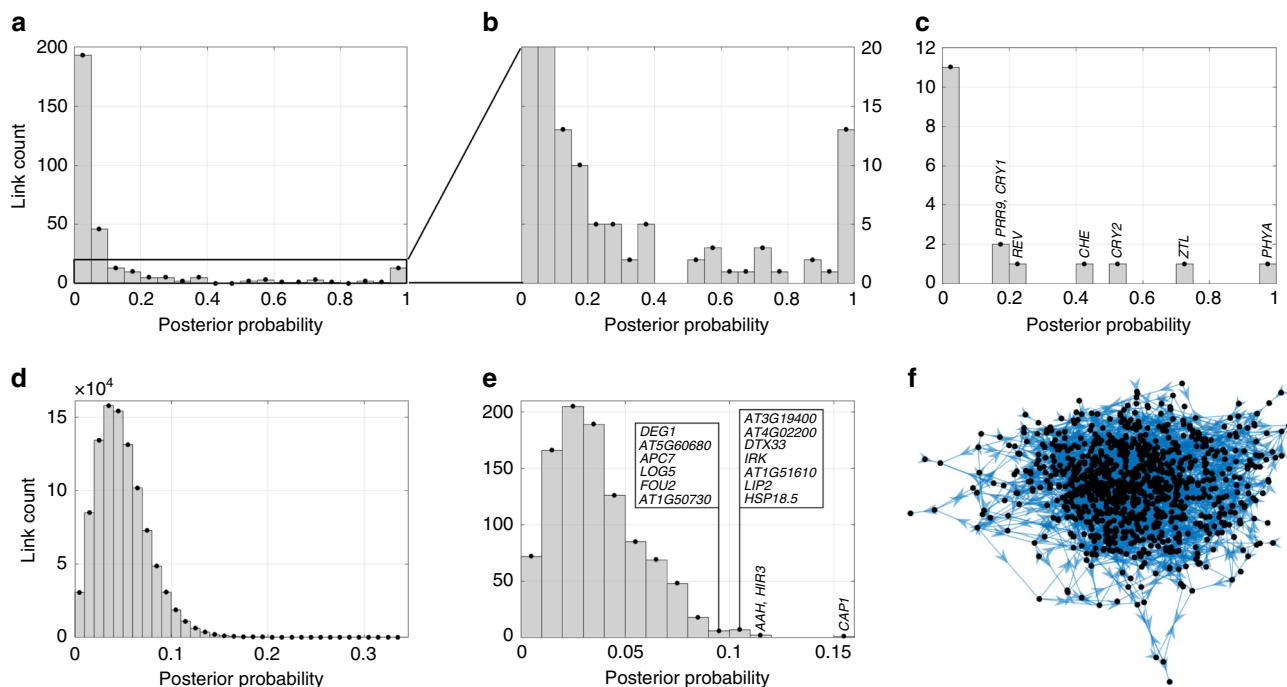 a
b
c
200
150
100
50
0
Link count
0
0.2
0.4
0.6
0.8
1
Posterior probability
20
15
10
5
0
0
0.2
0.4
0.6
0.8
1
Posterior probability
12
10
8
6
4
2
0
PRR9, CRY1
REV
CHE
CRY2
ZTL
PHYA
0
0.2
0.4
0.6
0.8
1
Posterior probability
d
e
f
×10⁴
15
10
5
0
Link count
0
0.1
0.2
0.3
Posterior probability
200
150
100
50
0
DEG1
AT5G60680
APC7
LOG5
FOU2
AT1G50730
AT3G19400
AT4G02200
DTX33
IRK
AT1G51610
LIP2
HSP18.5
AAH, HIR3
CAP1
0
0.05
0.1
0.15
Posterior probability